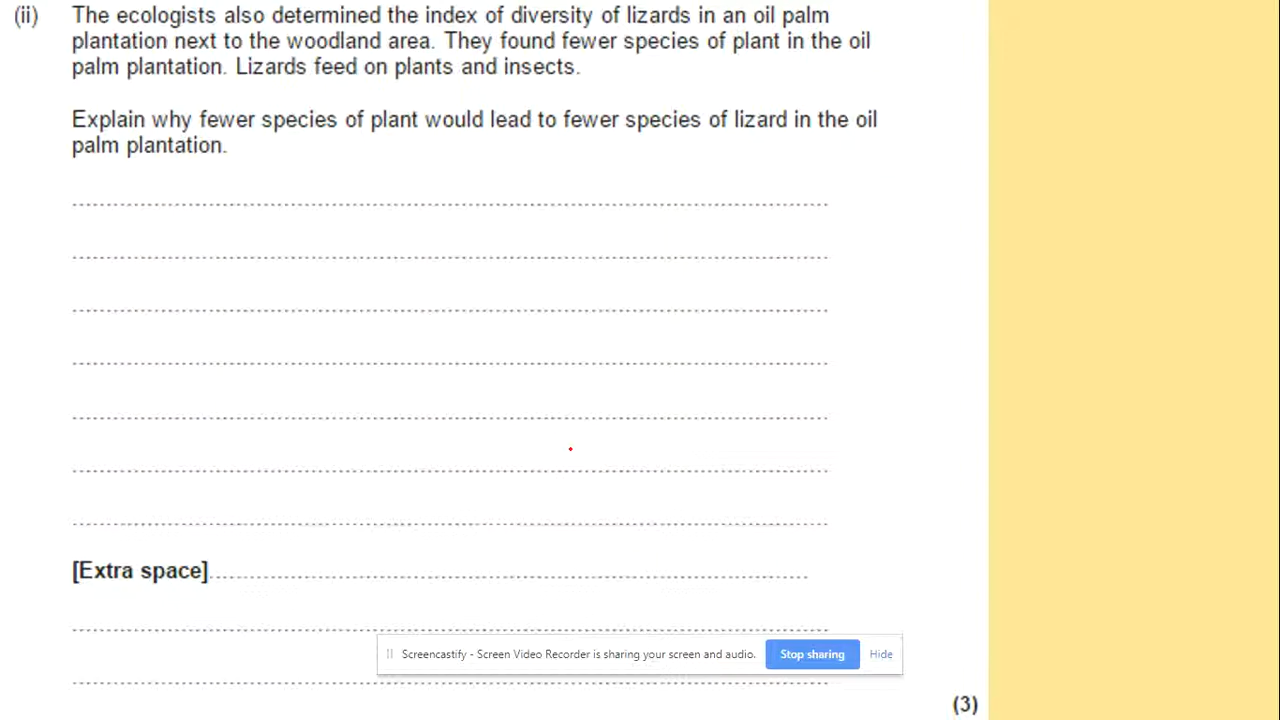 (ii) The ecologists also determined the index of diversity of lizards in an oil palm
plantation next to the woodland area. They found fewer species of plant in the oil
palm plantation. Lizards feed on plants and insects.
Explain why fewer species of plant would lead to fewer species of lizard in the oil
palm plantation.
[Extra space]
Screencastify - Screen Video Recorder is sharing your screen and audio. Stop sharing Hide
(3)